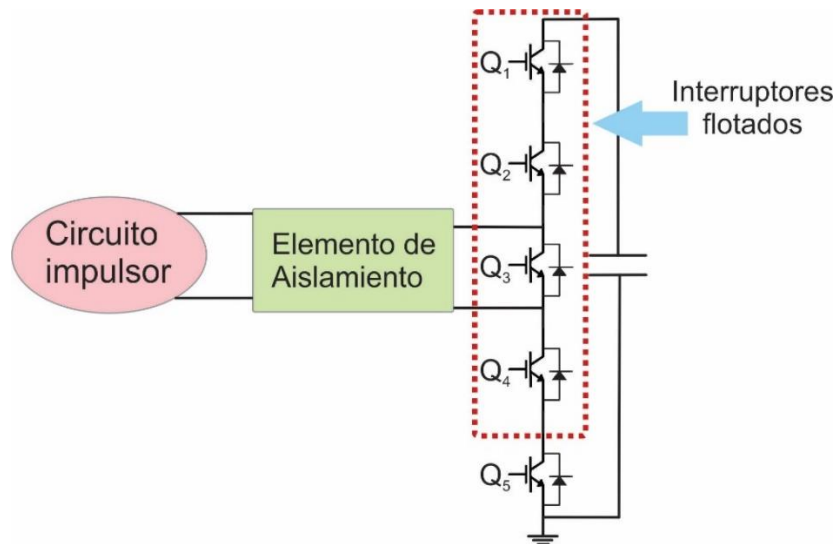 Q1
Interruptores
flotados
Q2
Circuito
impulsor
Elemento de
Aislamiento
Q3
Q4
Q5